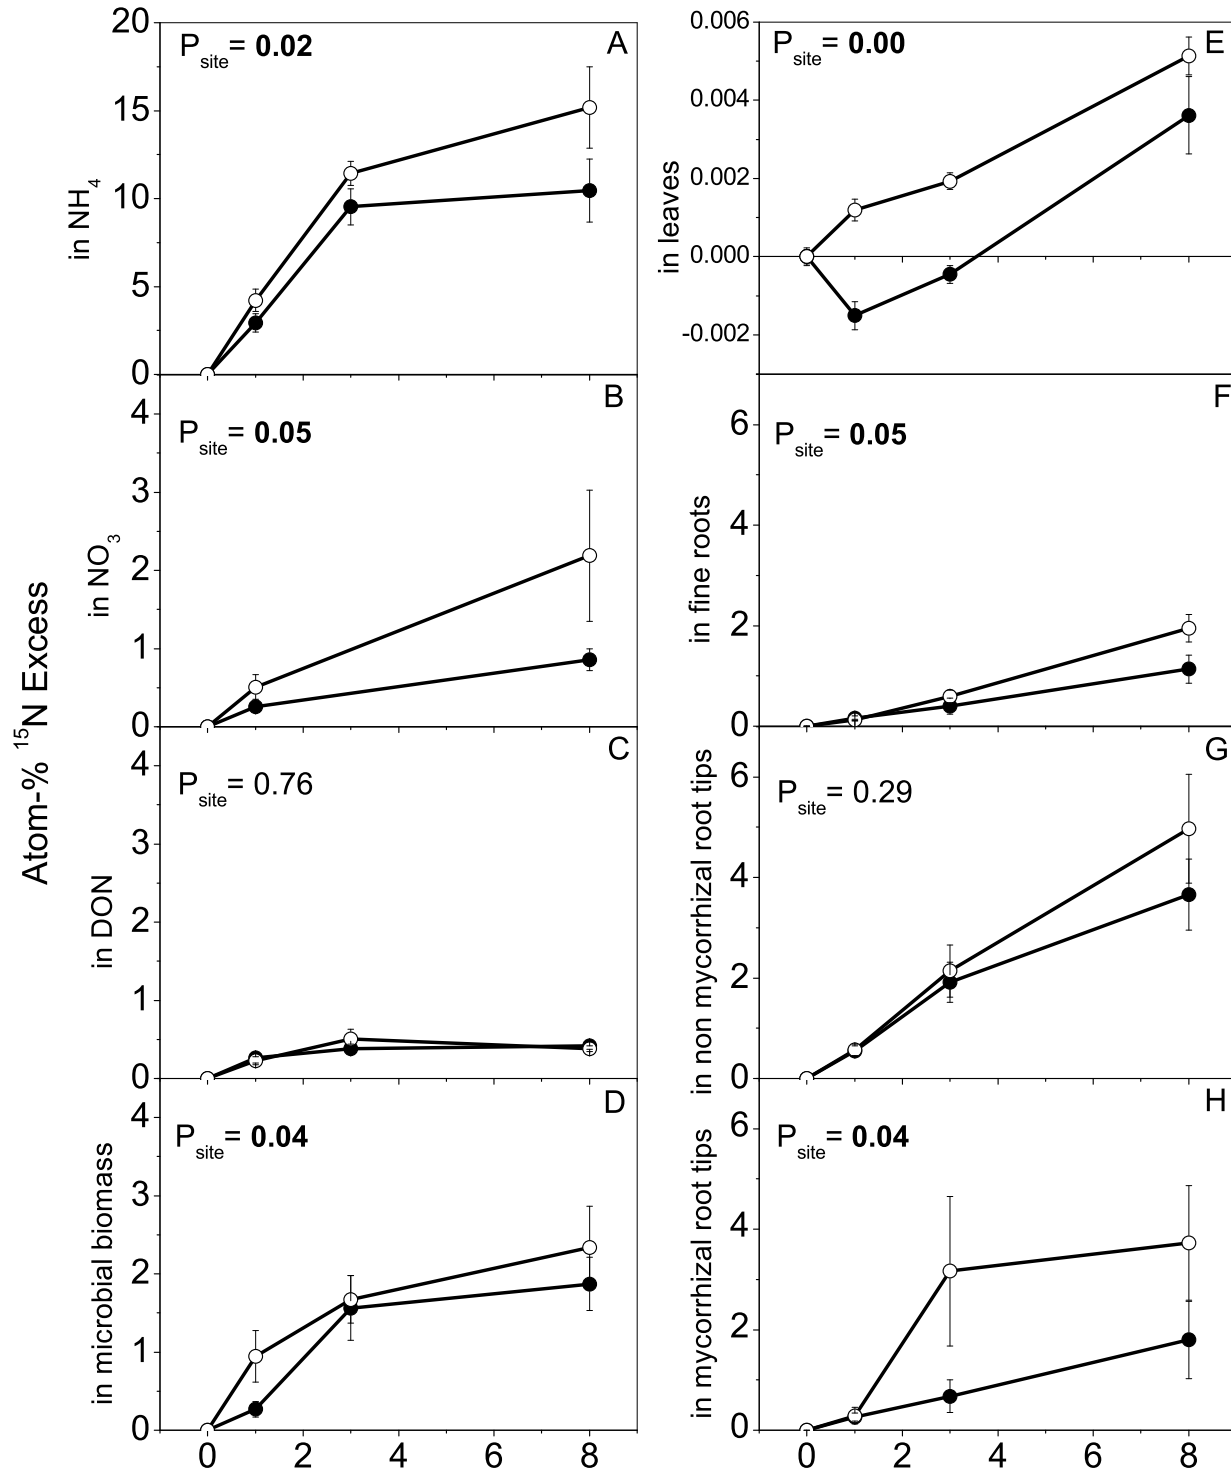 Atom-% ¹⁵N Excess
A
P_site = 0.02
in NH₄
20
15
10
5
0
B
P_site = 0.05
in NO₃
4
3
2
1
0
C
P_site = 0.76
in DON
4
3
2
1
0
D
P_site = 0.04
in microbial biomass
4
3
2
1
0
0 2 4 6 8
E
P_site = 0.00
in leaves
0.006
0.004
0.002
0.000
-0.002
F
P_site = 0.05
in fine roots
6
4
2
0
G
P_site = 0.29
in non mycorrhizal root tips
6
4
2
0
H
P_site = 0.04
in mycorrhizal root tips
6
4
2
0
0 2 4 6 8